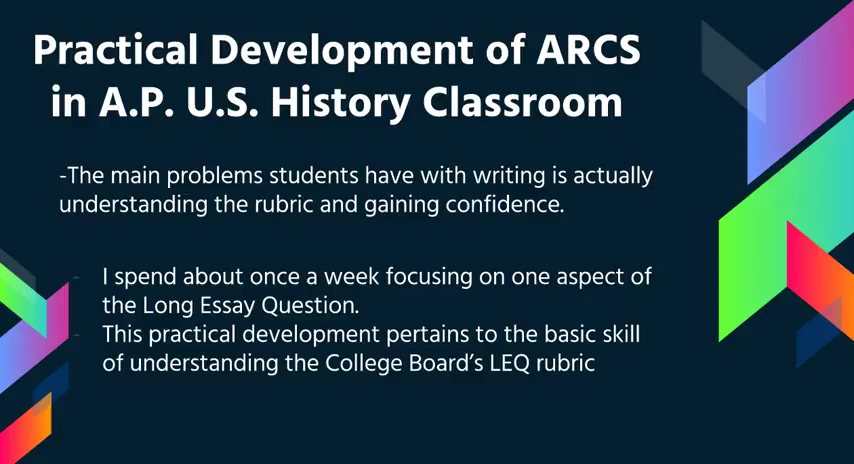 Practical Development of ARCS
in A.P. U.S. History Classroom
-The main problems students have with writing is actually
understanding the rubric and gaining confidence.
- I spend about once a week focusing on one aspect of
the Long Essay Question.
- This practical development pertains to the basic skill
of understanding the College Board's LEQ rubric